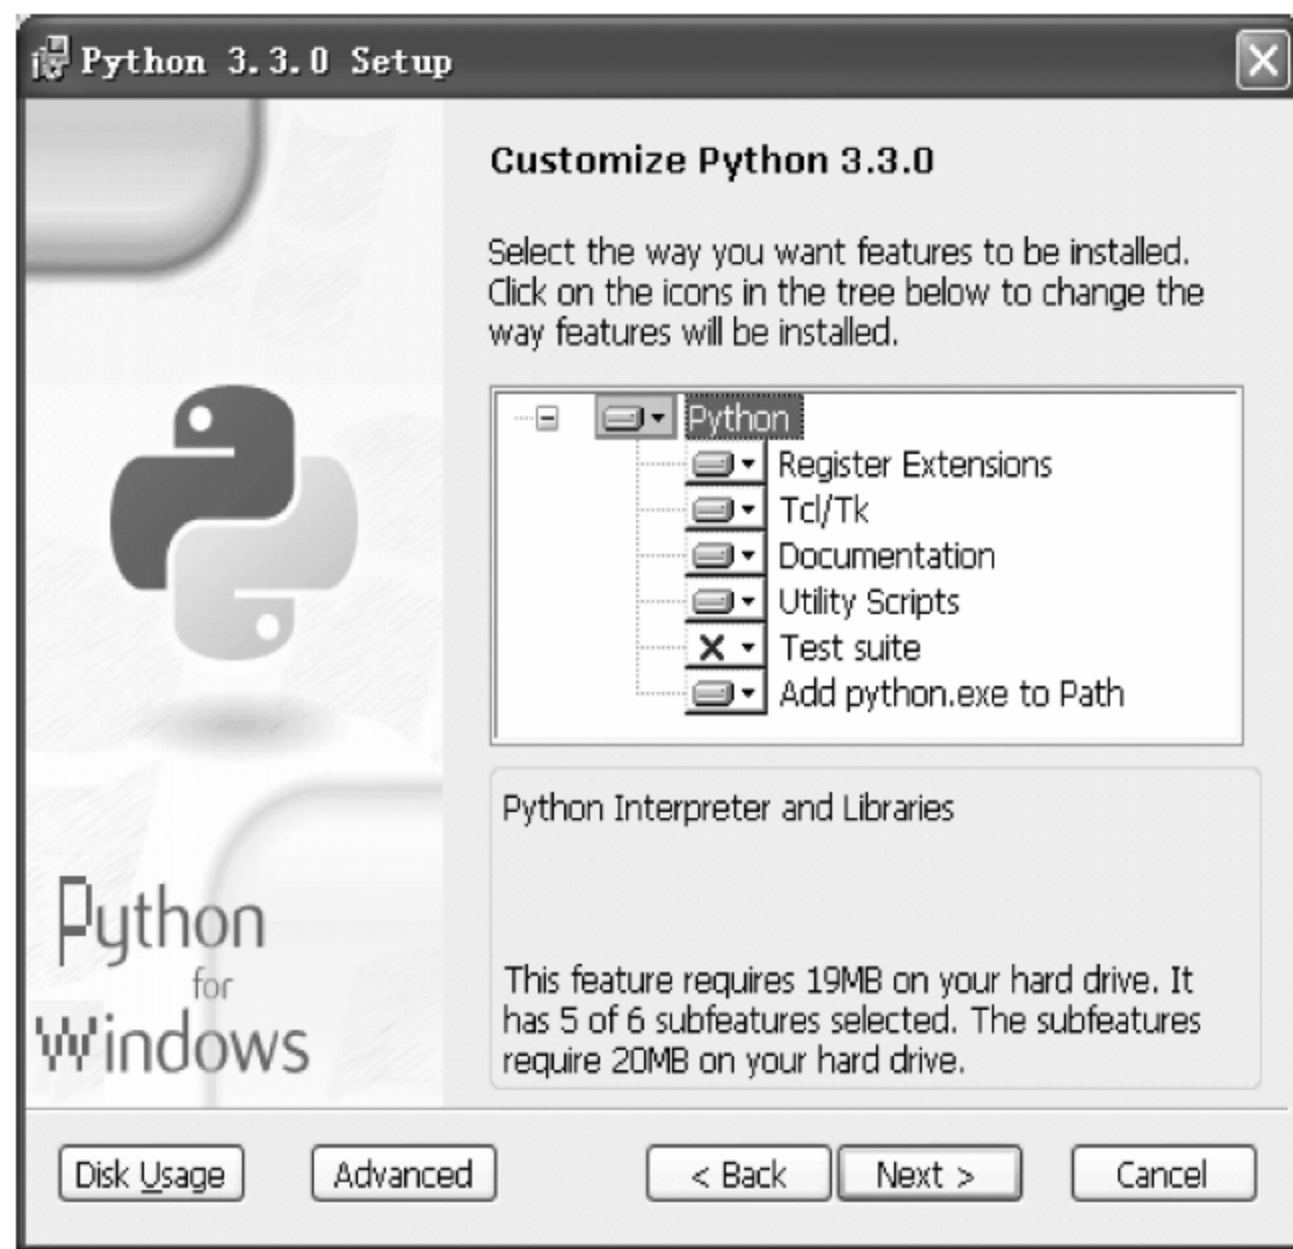 Python 3.3.0 Setup
Customize Python 3.3.0
Select the way you want features to be installed.
Click on the icons in the tree below to change the
way features will be installed.
Python
Register Extensions
Tcl/Tk
Documentation
Utility Scripts
Test suite
Add python.exe to Path
Python Interpreter and Libraries
This feature requires 19MB on your hard drive. It
has 5 of 6 subfeatures selected. The subfeatures
require 20MB on your hard drive.
Python
for
windows
Disk Usage
Advanced
< Back
Next >
Cancel